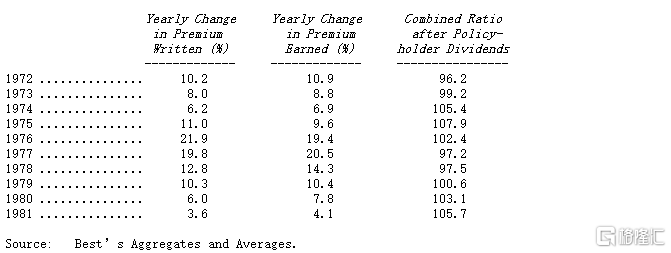 Yearly Change Yearly Change Combined Ratio
in Premium in Premium after Policy-
Written (%) Earned (%) holder Dividends
------------- ------------- ----------------
1972 ............... 10.2 10.9 96.2
1973 ............... 8.0 8.8 99.2
1974 ............... 6.2 6.9 105.4
1975 ............... 11.0 9.6 107.9
1976 ............... 21.9 19.4 102.4
1977 ............... 19.8 20.5 97.2
1978 ............... 12.8 14.3 97.5
1979 ............... 10.3 10.4 100.6
1980 ............... 6.0 7.8 103.1
1981 ............... 3.6 4.1 105.7
Source: Best's Aggregates and Averages.
格隆汇